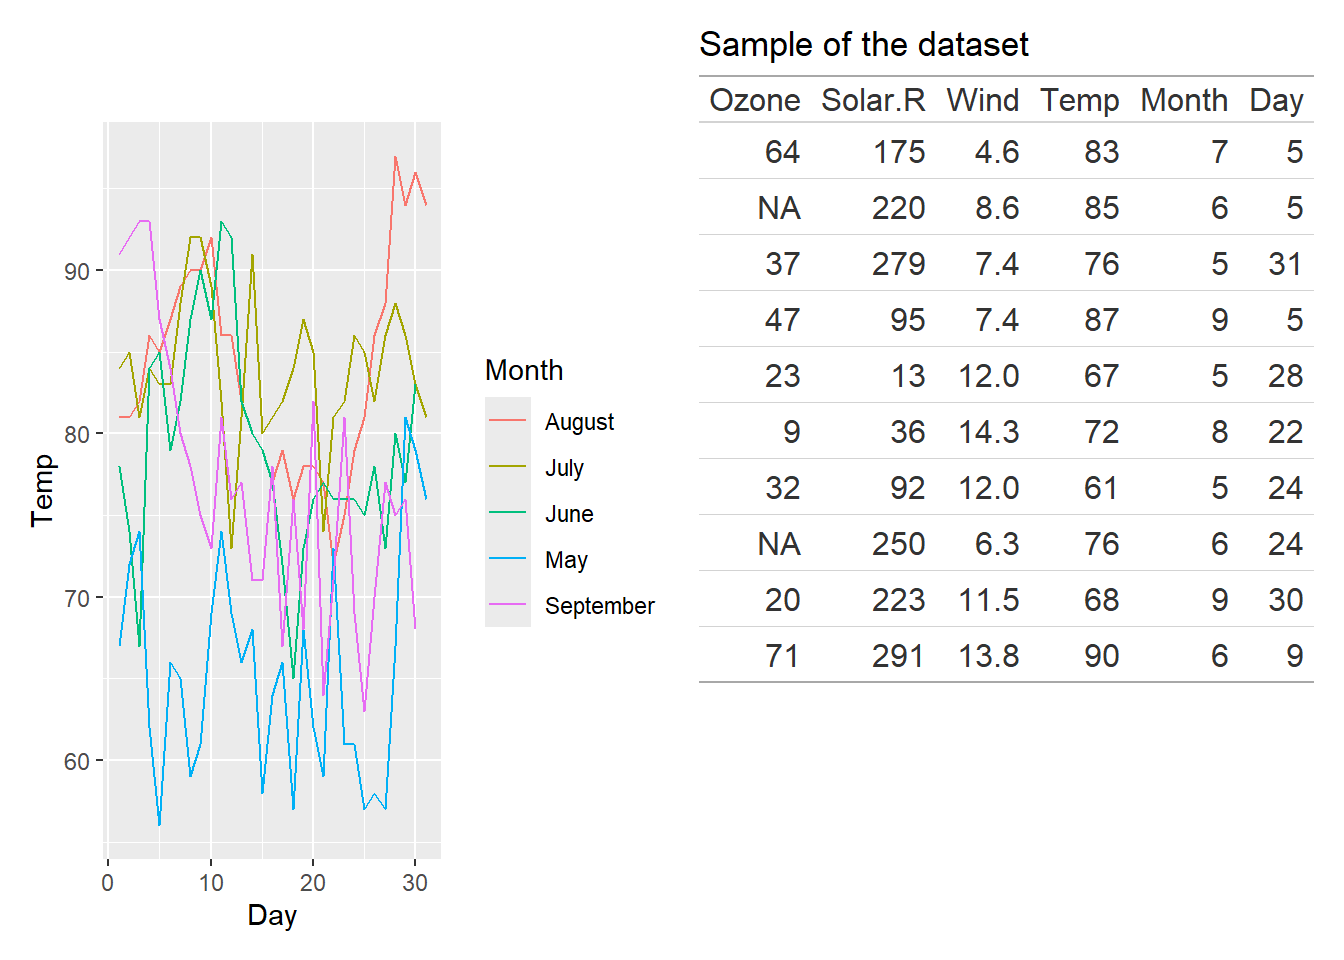 90
80
70
60
Temp
0 10 20 30
Day
Month
August
July
June
May
September
Sample of the dataset
Ozone Solar.R Wind Temp Month Day
64 175 4.6 83 7 5
NA 220 8.6 85 6 5
37 279 7.4 76 5 31
47 95 7.4 87 9 5
23 13 12.0 67 5 28
9 36 14.3 72 8 22
32 92 12.0 61 5 24
NA 250 6.3 76 6 24
20 223 11.5 68 9 30
71 291 13.8 90 6 9